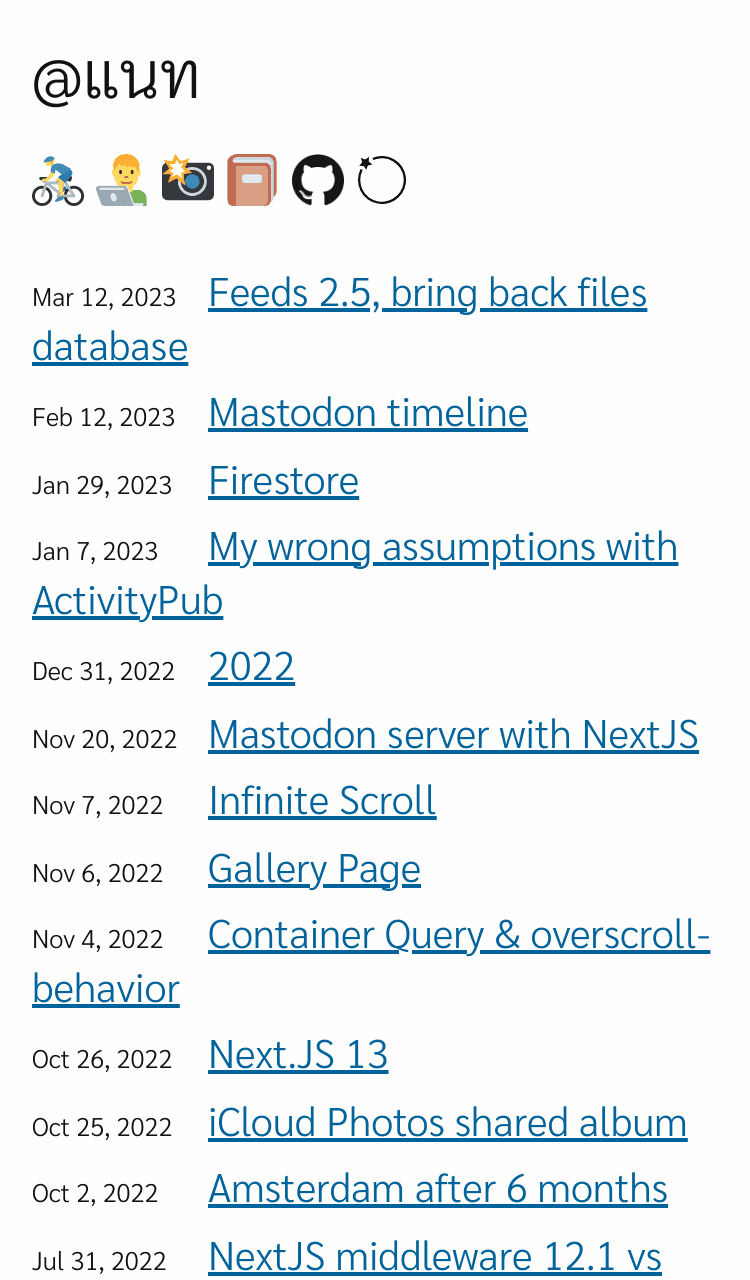 @แนท
Mar 12, 2023 Feeds 2.5, bring back files
database
Feb 12, 2023 Mastodon timeline
Jan 29, 2023 Firestore
Jan 7, 2023 My wrong assumptions with
ActivityPub
Dec 31, 2022 2022
Nov 20, 2022 Mastodon server with NextJS
Nov 7, 2022 Infinite Scroll
Nov 6, 2022 Gallery Page
Nov 4, 2022 Container Query & overscroll-
behavior
Oct 26, 2022 Next.JS 13
Oct 25, 2022 iCloud Photos shared album
Oct 2, 2022 Amsterdam after 6 months
Jul 31, 2022 NextJS middleware 12.1 vs